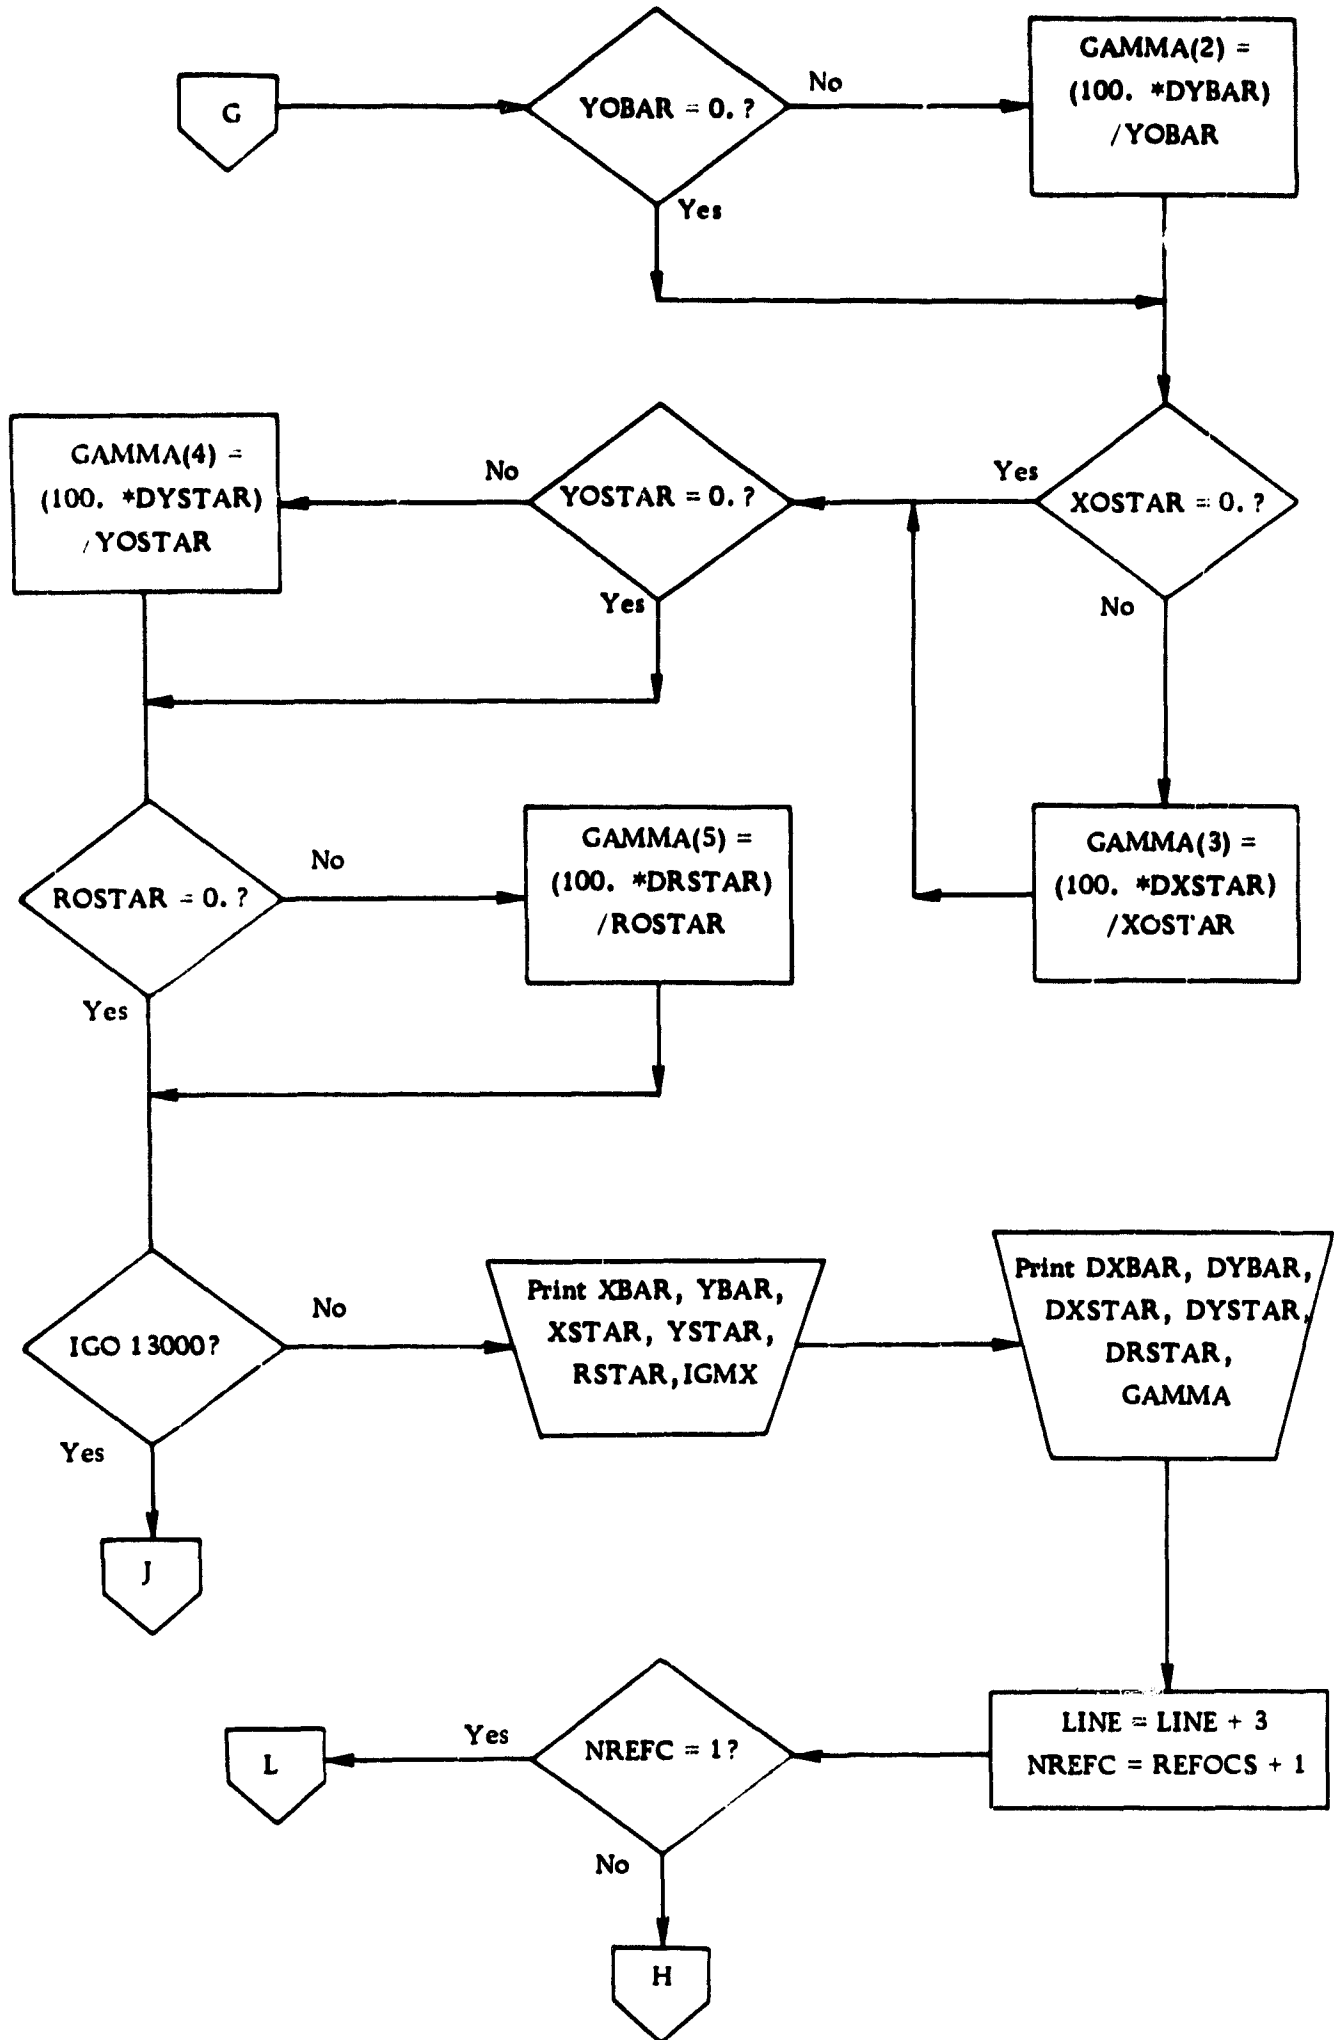 G
YOBAR = 0. ?
No
Yes
GAMMA(2) =
(100. *DYBAR)
/YOBAR
XOSTAR = 0. ?
Yes
No
GAMMA(3) =
(100. *DXSTAR)
/XOSTAR
YOSTAR = 0. ?
No
Yes
GAMMA(4) =
(100. *DYSTAR)
/YOSTAR
ROSTAR = 0. ?
No
Yes
GAMMA(5) =
(100. *DRSTAR)
/ROSTAR
IGO 13000?
No
Yes
J
Print XBAR, YBAR,
XSTAR, YSTAR,
RSTAR, IGMX
Print DXBAR, DYBAR,
DXSTAR, DYSTAR,
DRSTAR,
GAMMA
LINE = LINE + 3
NREFC = REFOCS + 1
NREFC = 1?
Yes
L
No
H